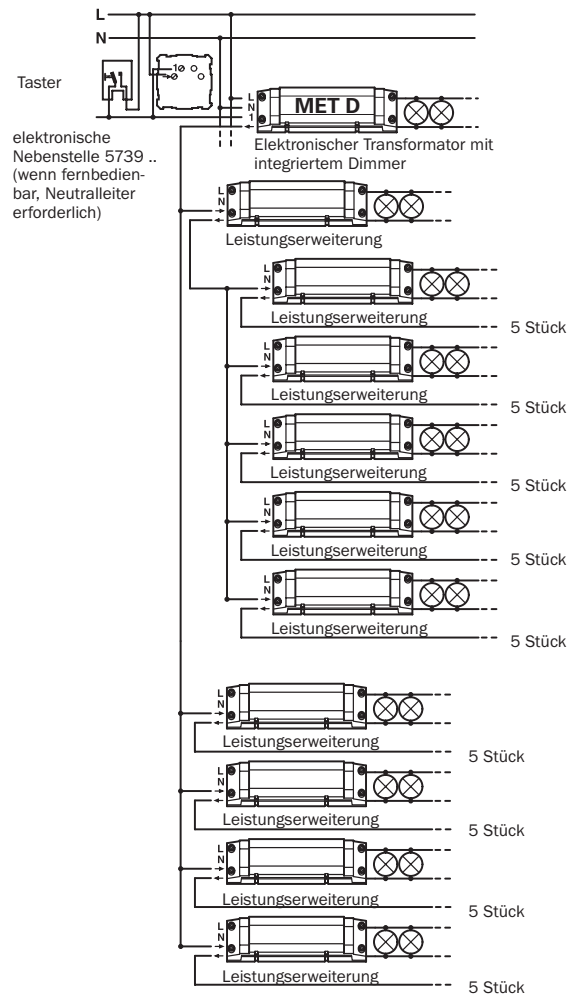 L
N
Taster
1
elektronische
Nebenstelle 5739 ..
(wenn fernbedien-
bar, Neutralleiter
erforderlich)
L
N
1
MET D
Elektronischer Transformator mit
integriertem Dimmer
L
N
Leistungserweiterung
L
N
Leistungserweiterung
5 Stück
L
N
Leistungserweiterung
5 Stück
L
N
Leistungserweiterung
5 Stück
L
N
Leistungserweiterung
5 Stück
L
N
Leistungserweiterung
5 Stück
L
N
Leistungserweiterung
5 Stück
L
N
Leistungserweiterung
5 Stück
L
N
Leistungserweiterung
5 Stück
L
N
Leistungserweiterung
5 Stück